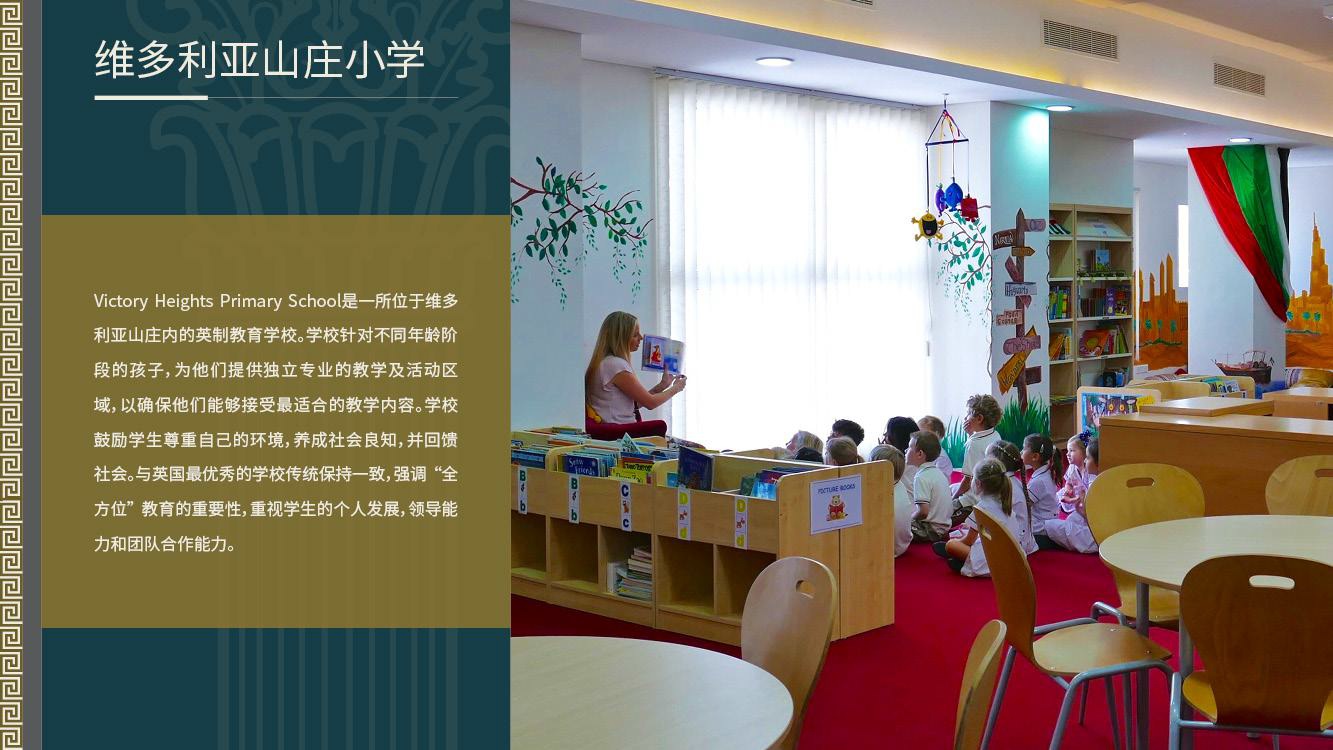 维多利亚山庄小学
Victory Heights Primary School是一所位于维多
利亚山庄内的英制教育学校。学校针对不同年龄阶
段的孩子，为他们提供独立专业的教学及活动区
域，以确保他们能够接受最适合的教学内容。学校
鼓励学生尊重自己的环境，养成社会良知，并回馈
社会。与英国最优秀的学校传统保持一致，强调“全
方位”教育的重要性，重视学生的个人发展，领导能
力和团队合作能力。
Narnia
OZ
Hogwarts
PICTURE BOOKS
B b
B b
C c
D d
D d